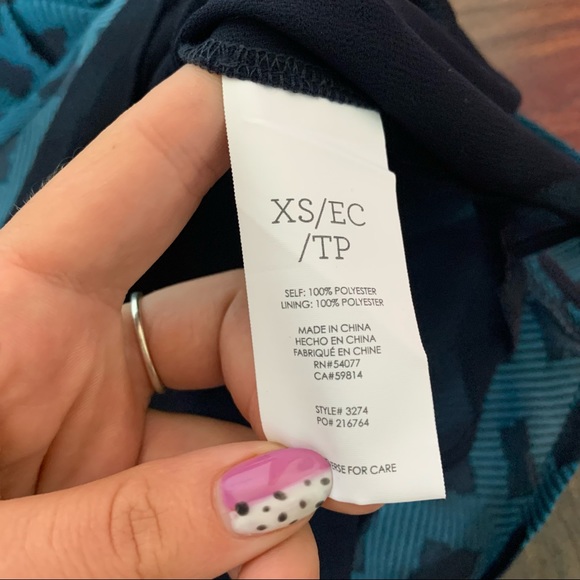 XS/EC
/TP
SELF: 100% POLYESTER
LINING: 100% POLYESTER
MADE IN CHINA
HECHO EN CHINA
FABRIQUÉ EN CHINE
RN#54077
CA#59814
STYLE# 3274
PO# 216764
FOR CARE